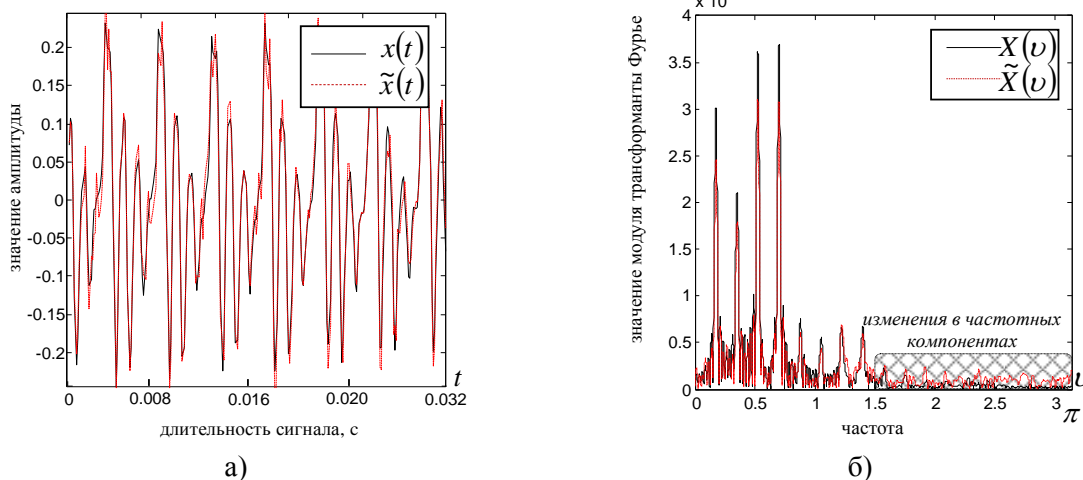 x(t)
x̃(t)
значение амплитуды
0.2
0.15
0.1
0.05
0
-0.05
-0.1
-0.15
-0.2
0
0.008
0.016
0.020
0.032
t
длительность сигнала, с
а)
x 10
X(υ)
X̃(υ)
значение модуля трансформанты Фурье
4
3.5
3
2.5
2
1.5
1
0.5
0
изменения в частотных
компонентах
0
0.5
1
1.5
2
2.5
3
υ
π
частота
б)